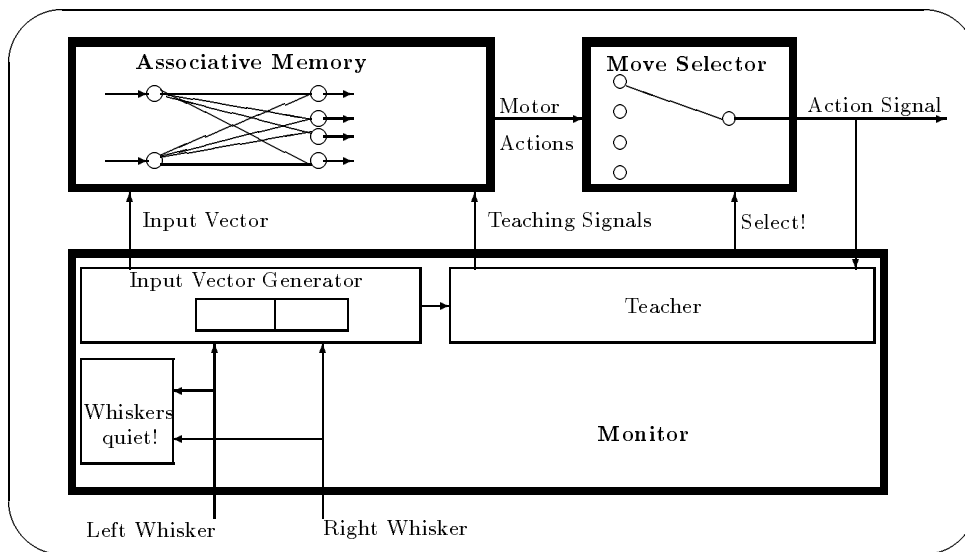 Associative Memory
Move Selector
Motor
Actions
Action Signal
Input Vector
Teaching Signals
Select!
Input Vector Generator
Teacher
Whiskers
quiet!
Monitor
Left Whisker
Right Whisker